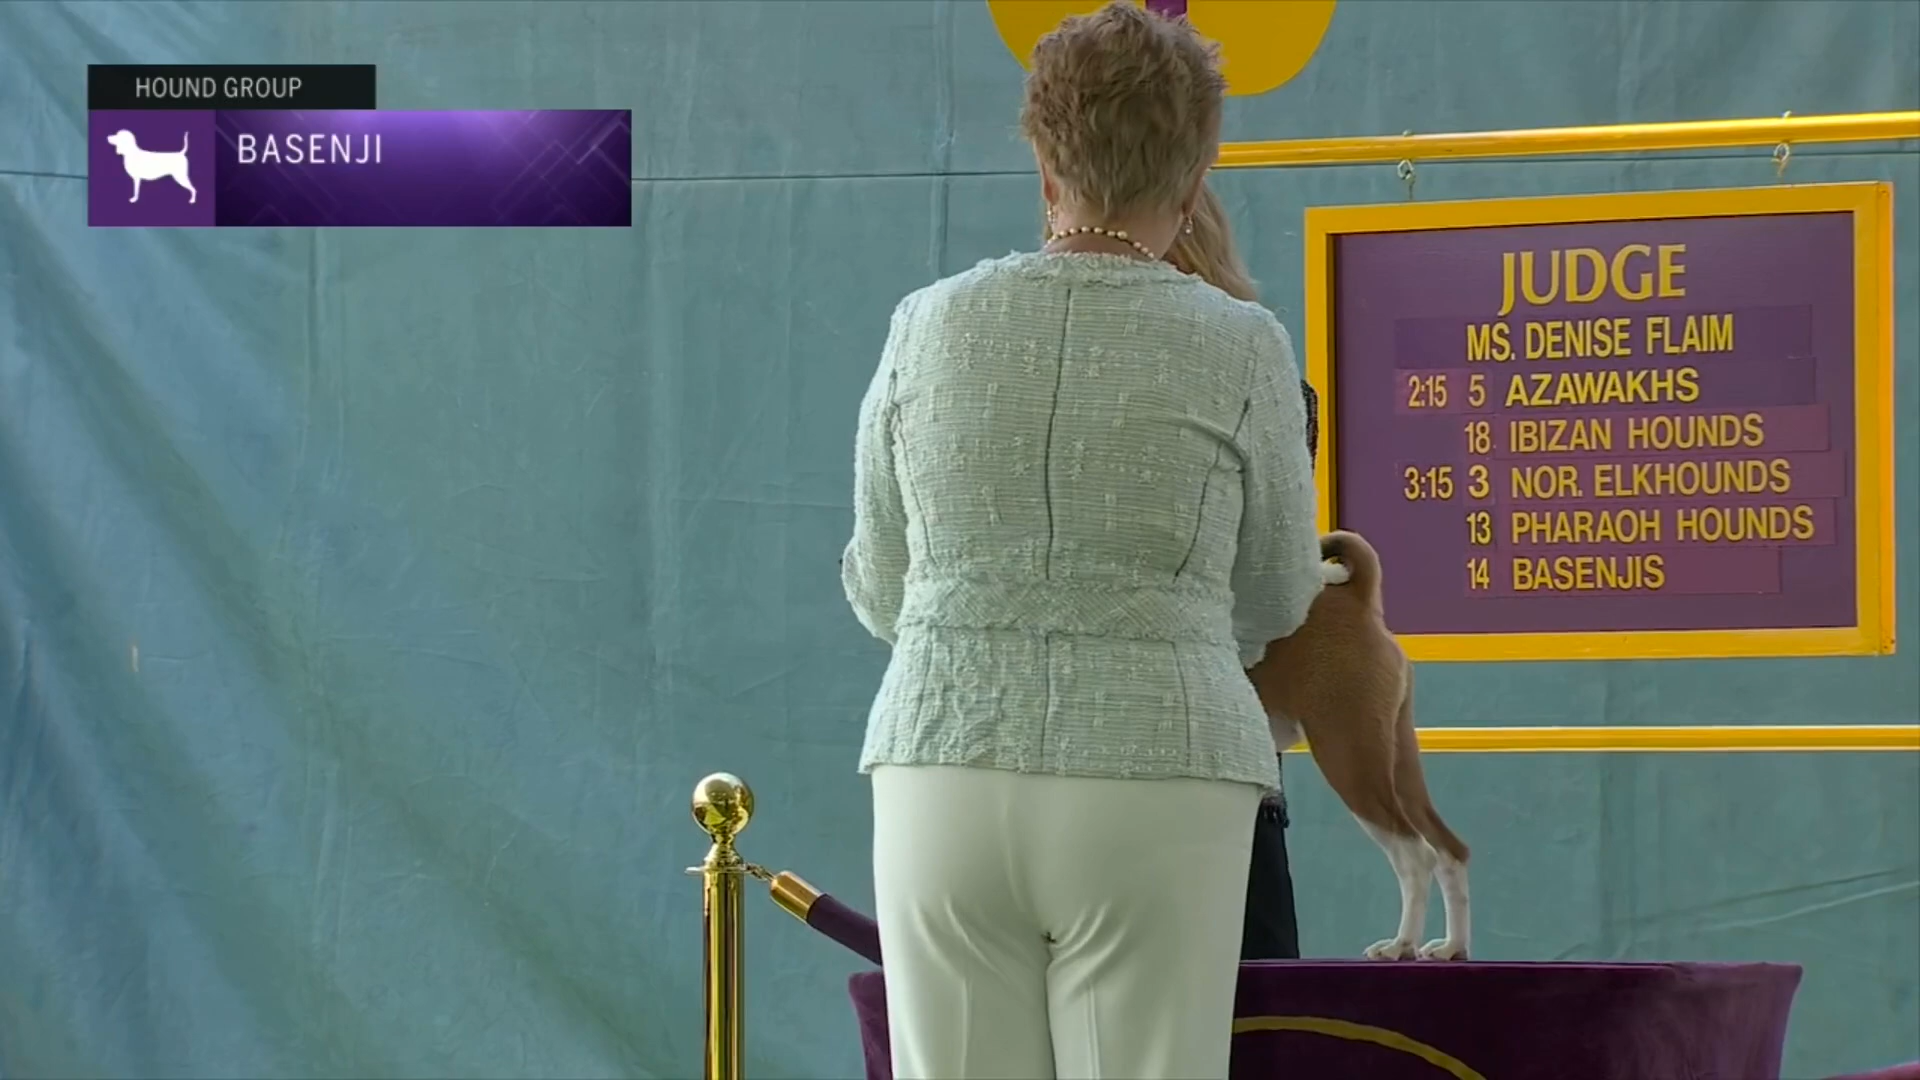 HOUND GROUP
BASENJI
JUDGE
MS. DENISE FLAIM
2:15 5 AZAWAKHS
18 IBIZAN HOUNDS
3:15 3 NOR. ELKHOUNDS
13 PHARAOH HOUNDS
14 BASENJIS